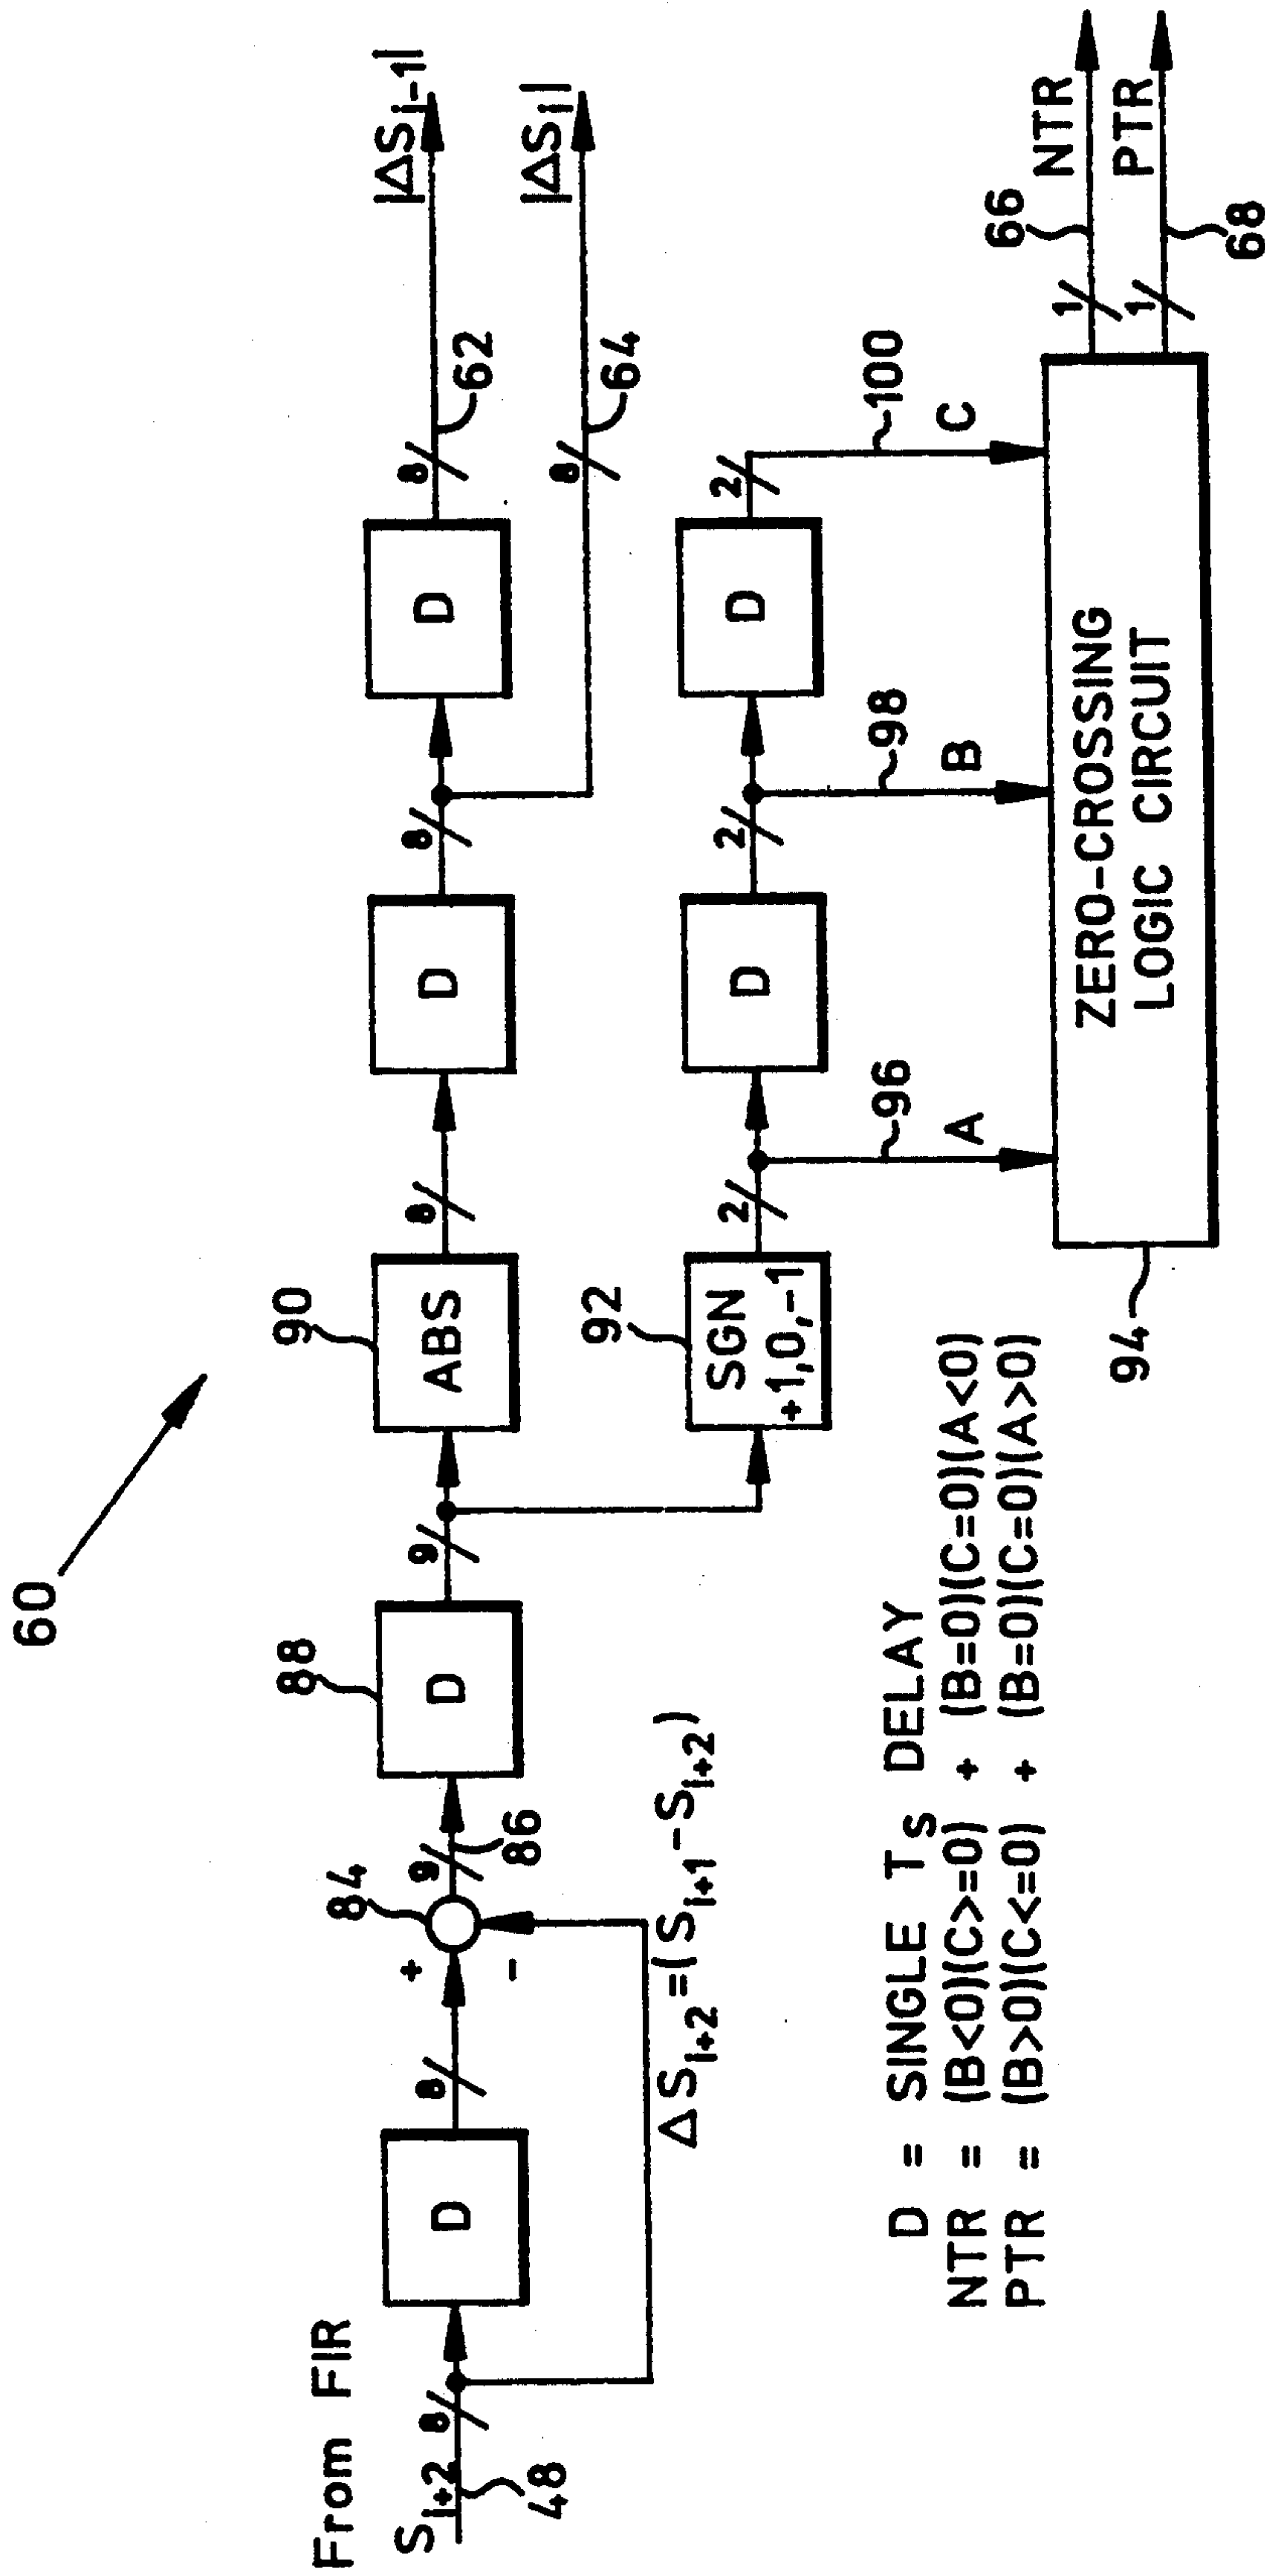 60
From FIR
S_{i+2}
8
48
D
8
+
-
84
9
86
ΔS_{i+2}=(S_{i+1}-S_{i+2})
88
D
9
90
ABS
8
D
8
D
8
62
|ΔS_{i-1}|
8
64
|ΔS_i|
92
SGN
+1,0,-1
2
D
2
D
2
96
A
98
B
100
C
94
ZERO-CROSSING
LOGIC CIRCUIT
1
66
NTR
1
68
PTR
D = SINGLE T_S DELAY
NTR = (B<0)(C>=0) + (B=0)(C=0)(A<0)
PTR = (B>0)(C<=0) + (B=0)(C=0)(A>0)